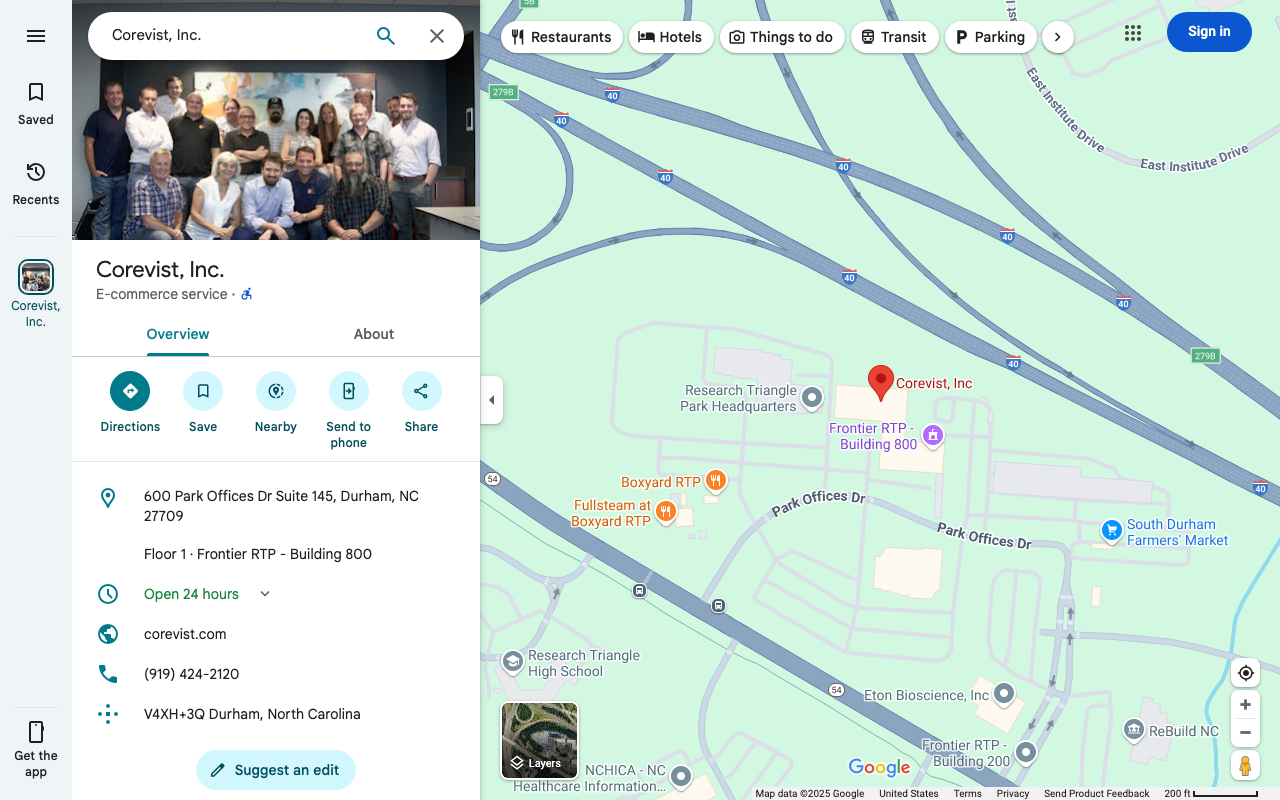 Corevist, Inc.
Saved
Recents
Corevist,
Inc.
Get the
app
Corevist, Inc.
E-commerce service ·
Overview
About
Directions
Save
Nearby
Send to
phone
Share
600 Park Offices Dr Suite 145, Durham, NC
27709
Floor 1 · Frontier RTP - Building 800
Open 24 hours
corevist.com
(919) 424-2120
V4XH+3Q Durham, North Carolina
Suggest an edit
Restaurants
Hotels
Things to do
Transit
Parking
Sign in
5B
279B
40
40
40
40
40
40
40
40
40
279B
East Institute Drive
East Institute Drive
Research Triangle
Park Headquarters
Corevist, Inc
Frontier RTP -
Building 800
Boxyard RTP
Fullsteam at
Boxyard RTP
54
Park Offices Dr
Park Offices Dr
South Durham
Farmers' Market
Research Triangle
High School
54
Eton Bioscience, Inc
ReBuild NC
Frontier RTP -
Building 200
NCHICA - NC
Healthcare Information...
Layers
Google
Map data ©2025 Google
United States
Terms
Privacy
Send Product Feedback
200 ft